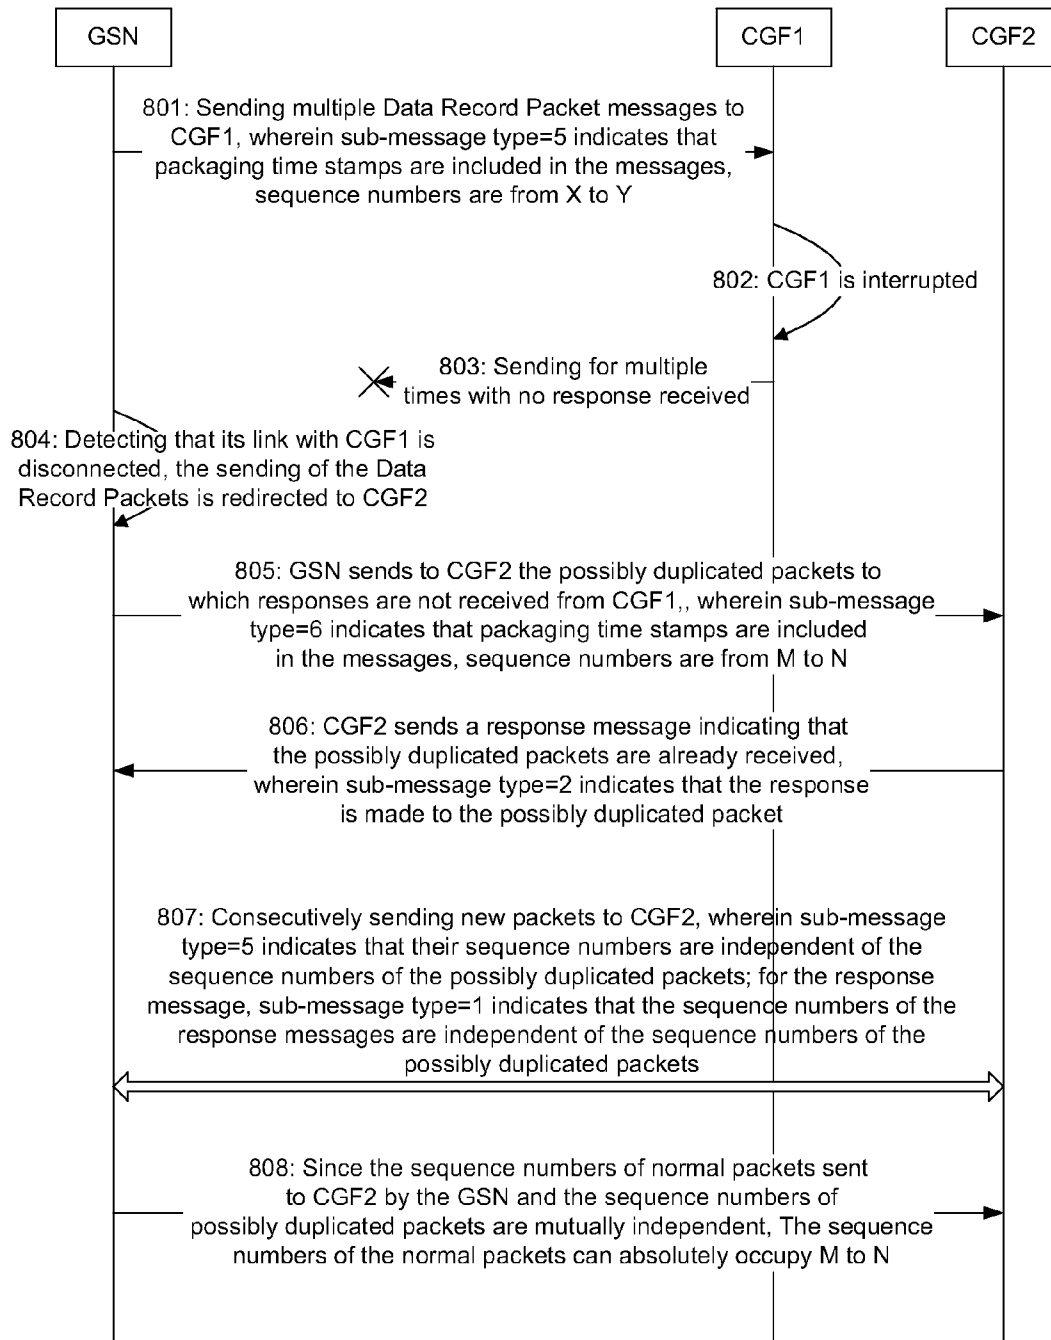 GSN
CGF1
CGF2
801: Sending multiple Data Record Packet messages to
CGF1, wherein sub-message type=5 indicates that
packaging time stamps are included in the messages,
sequence numbers are from X to Y
802: CGF1 is interrupted
803: Sending for multiple
times with no response received
804: Detecting that its link with CGF1 is
disconnected, the sending of the Data
Record Packets is redirected to CGF2
805: GSN sends to CGF2 the possibly duplicated packets to
which responses are not received from CGF1,, wherein sub-message
type=6 indicates that packaging time stamps are included
in the messages, sequence numbers are from M to N
806: CGF2 sends a response message indicating that
the possibly duplicated packets are already received,
wherein sub-message type=2 indicates that the response
is made to the possibly duplicated packet
807: Consecutively sending new packets to CGF2, wherein sub-message
type=5 indicates that their sequence numbers are independent of the
sequence numbers of the possibly duplicated packets; for the response
message, sub-message type=1 indicates that the sequence numbers of the
response messages are independent of the sequence numbers of the
possibly duplicated packets
808: Since the sequence numbers of normal packets sent
to CGF2 by the GSN and the sequence numbers of
possibly duplicated packets are mutually independent, The sequence
numbers of the normal packets can absolutely occupy M to N